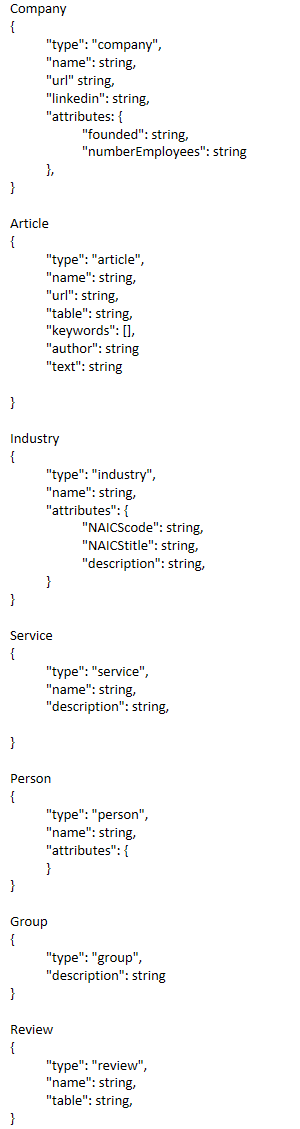 Company
{
"type": "company",
"name": string,
"url" string,
"linkedin": string,
"attributes: {
"founded": string,
"numberEmployees": string
},
}
Article
{
"type": "article",
"name": string,
"url": string,
"table": string,
"keywords": [],
"author": string
"text": string
}
Industry
{
"type": "industry",
"name": string,
"attributes": {
"NAICScode": string,
"NAICStitle": string,
"description": string,
}
}
Service
{
"type": "service",
"name": string,
"description": string,
}
Person
{
"type": "person",
"name": string,
"attributes": {
}
}
Group
{
"type": "group",
"description": string
}
Review
{
"type": "review",
"name": string,
"table": string,
}